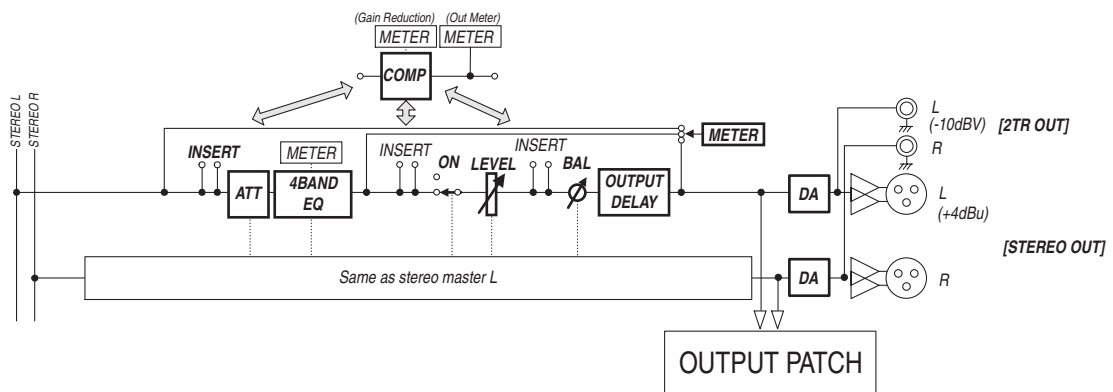 (Gain Reduction) (Out Meter)
METER METER
COMP
STEREO L
STEREO R
INSERT
METER
INSERT
ON
LEVEL
INSERT
BAL
METER
ATT
4BAND
EQ
OUTPUT
DELAY
DA
L
(-10dBV)
[2TR OUT]
R
L
(+4dBu)
[STEREO OUT]
Same as stereo master L
DA
R
OUTPUT PATCH